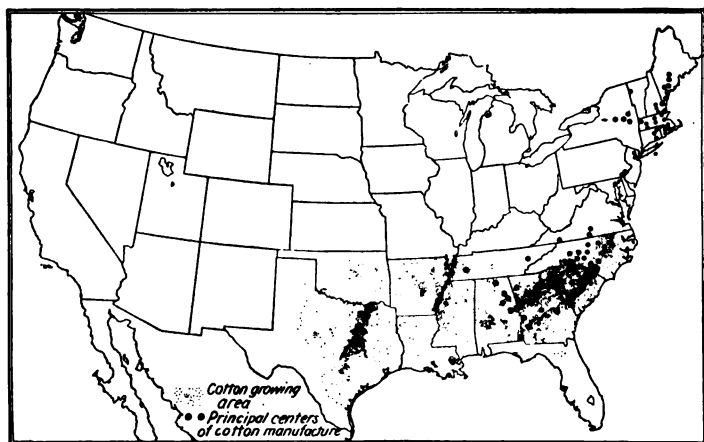 Cotton growing
area
Principal centers
of cotton manufacture